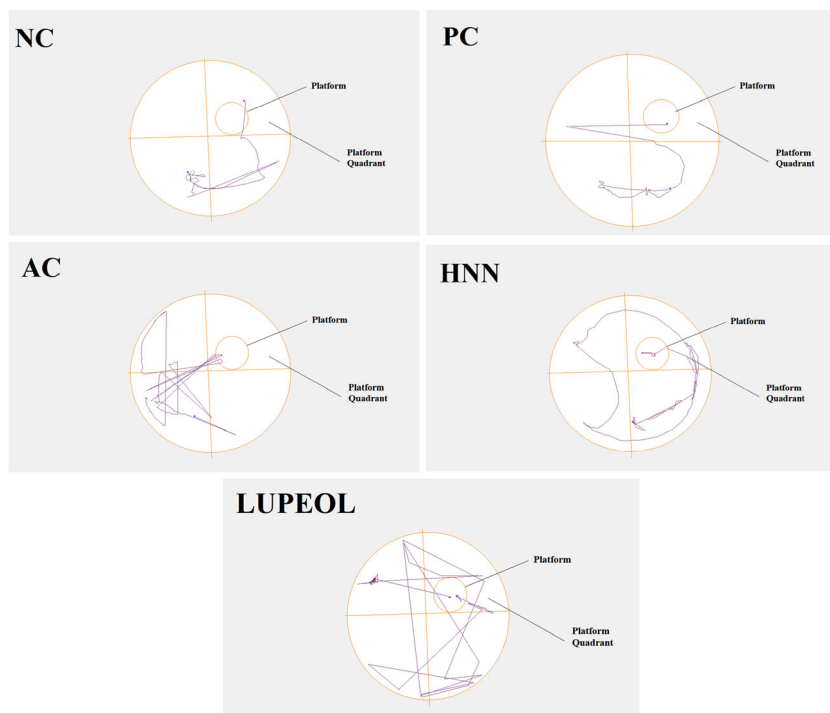 NC
Platform
Platform
Quadrant
PC
Platform
Platform
Quadrant
AC
Platform
Platform
Quadrant
HNN
Platform
Platform
Quadrant
LUPEOL
Platform
Platform
Quadrant